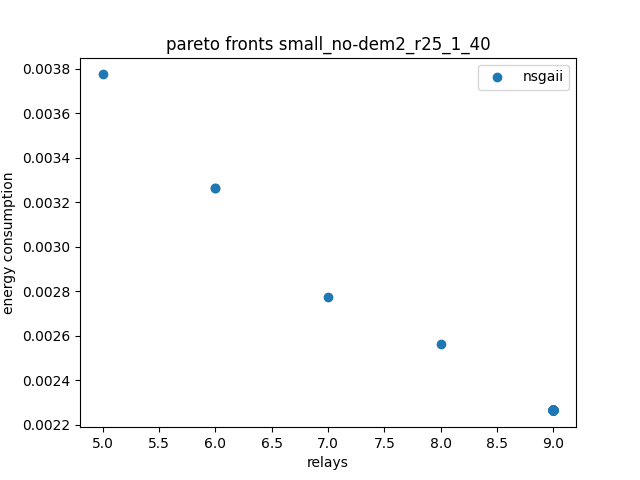 pareto fronts small_no-dem2_r25_1_40
nsgaii
0.0038
0.0036
0.0034
0.0032
0.0030
0.0028
0.0026
0.0024
0.0022
energy consumption
5.0 5.5 6.0 6.5 7.0 7.5 8.0 8.5 9.0
relays